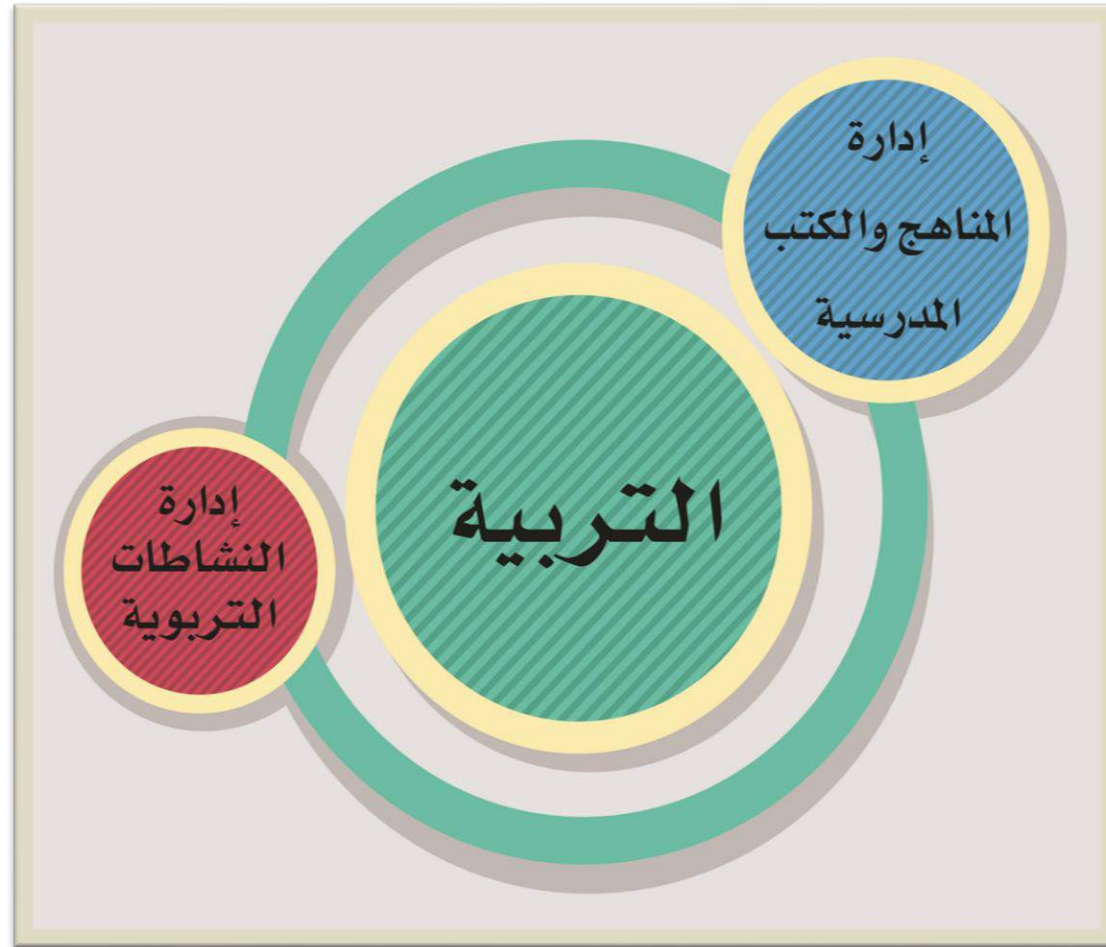 إدارة
المناهج والكتب
المدرسية
التربية
إدارة
النشاطات
التربوية